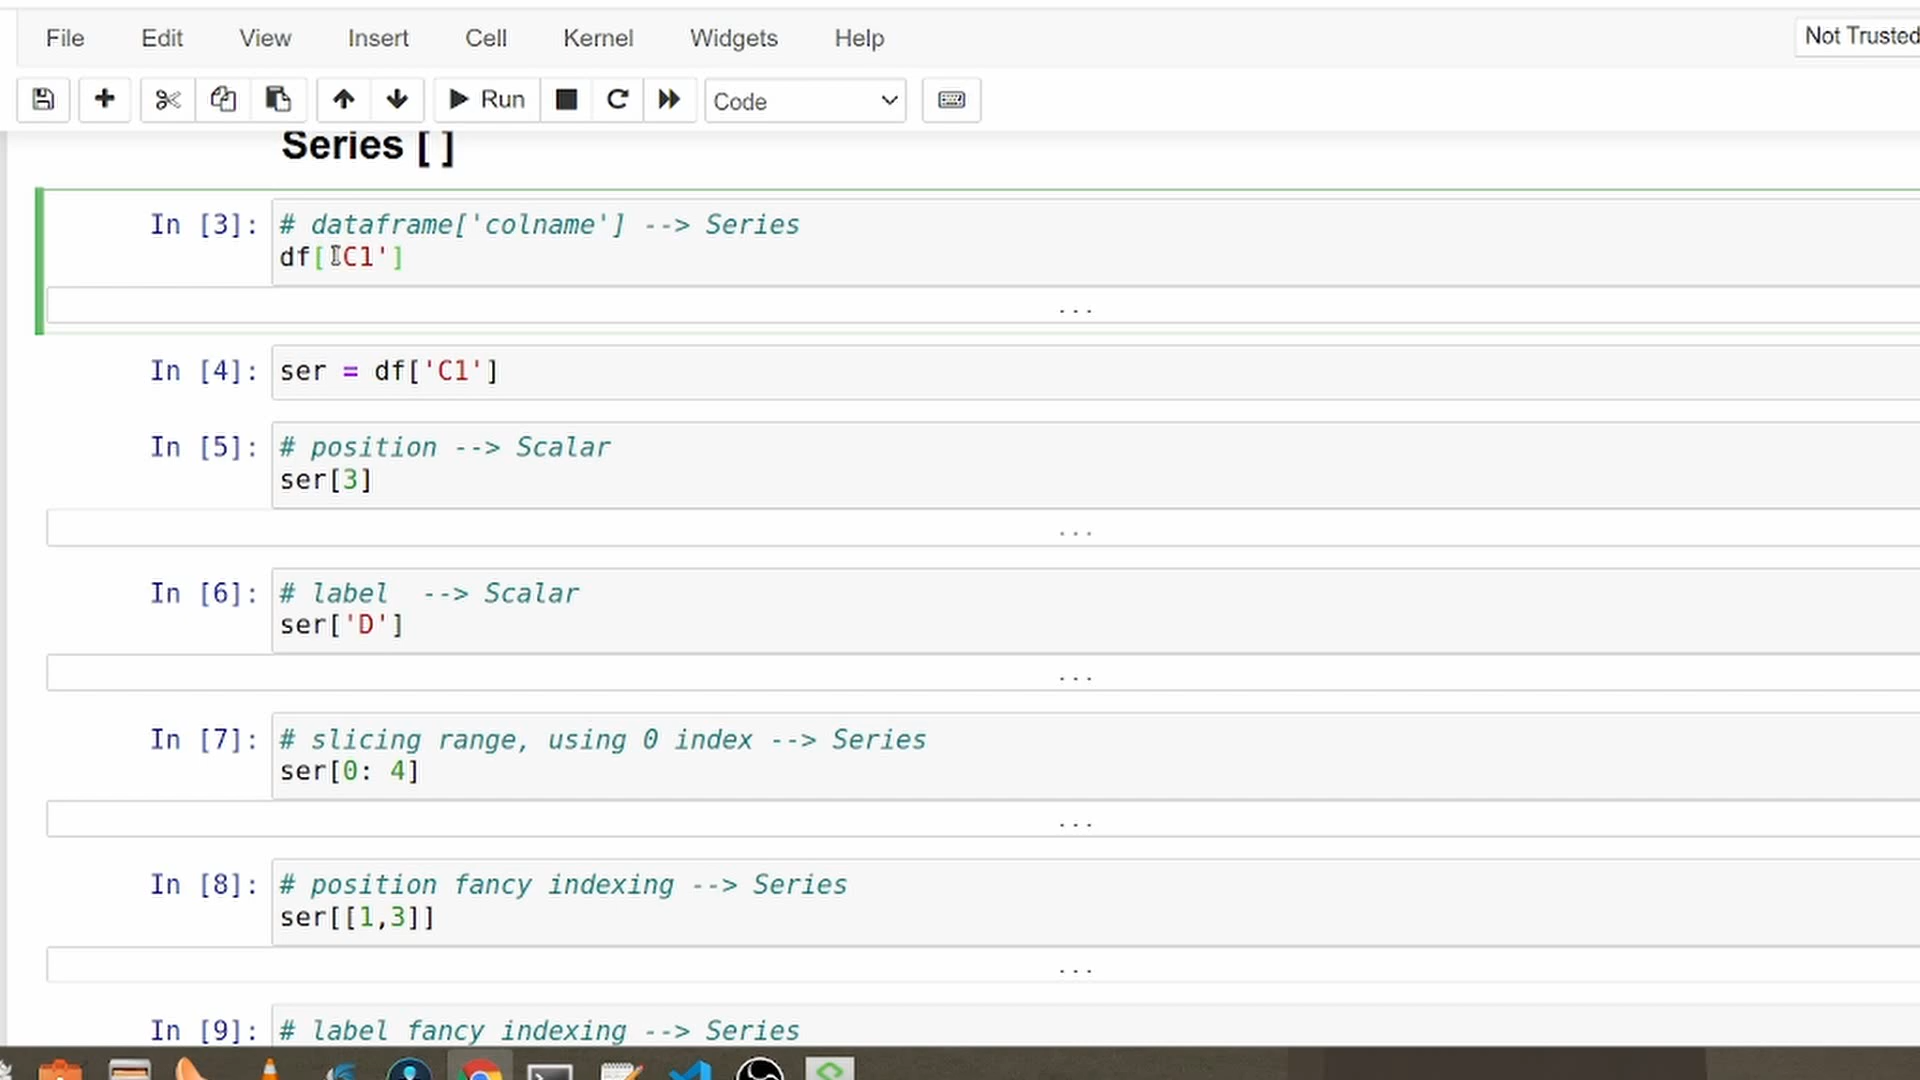 File Edit View Insert Cell Kernel Widgets Help Not Trusted
Run Code
Series [ ]
In [3]: # dataframe['colname'] --> Series
df['C1']
...
In [4]: ser = df['C1']
In [5]: # position --> Scalar
ser[3]
...
In [6]: # label  --> Scalar
ser['D']
...
In [7]: # slicing range, using 0 index --> Series
ser[0: 4]
...
In [8]: # position fancy indexing --> Series
ser[[1,3]]
...
In [9]: # label fancy indexing --> Series